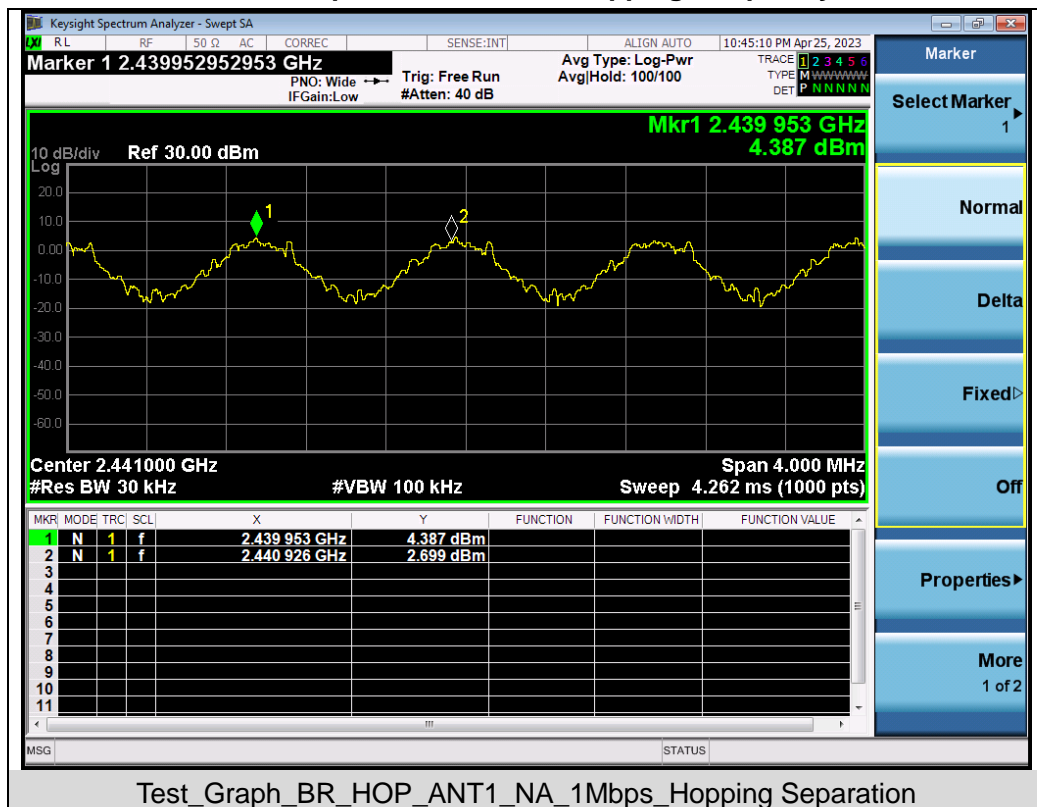 Keysight Spectrum Analyzer - Swept SA
LXI RL RF 50 Ω AC CORREC SENSE:INT ALIGN AUTO 10:45:10 PM Apr 25, 2023
Marker 1 2.439952952953 GHz
PNO: Wide
IFGain:Low
Trig: Free Run
#Atten: 40 dB
Avg Type: Log-Pwr
Avg|Hold: 100/100
TRACE 1 2 3 4 5 6
TYPE M WWWWW
DET P N N N N N
Mkr1 2.439 953 GHz
4.387 dBm
10 dB/div Ref 30.00 dBm
Log
20.0
10.0
0.00
-10.0
-20.0
-30.0
-40.0
-50.0
-60.0
1
2
Center 2.441000 GHz Span 4.000 MHz
#Res BW 30 kHz #VBW 100 kHz Sweep 4.262 ms (1000 pts)
MKR MODE TRC SCL X Y FUNCTION FUNCTION WIDTH FUNCTION VALUE
1 N 1 f 2.439 953 GHz 4.387 dBm
2 N 1 f 2.440 926 GHz 2.699 dBm
3
4
5
6
7
8
9
10
11
MSG STATUS
Marker
Select Marker
1
Normal
Delta
Fixed
Off
Properties
More
1 of 2
Test_Graph_BR_HOP_ANT1_NA_1Mbps_Hopping Separation